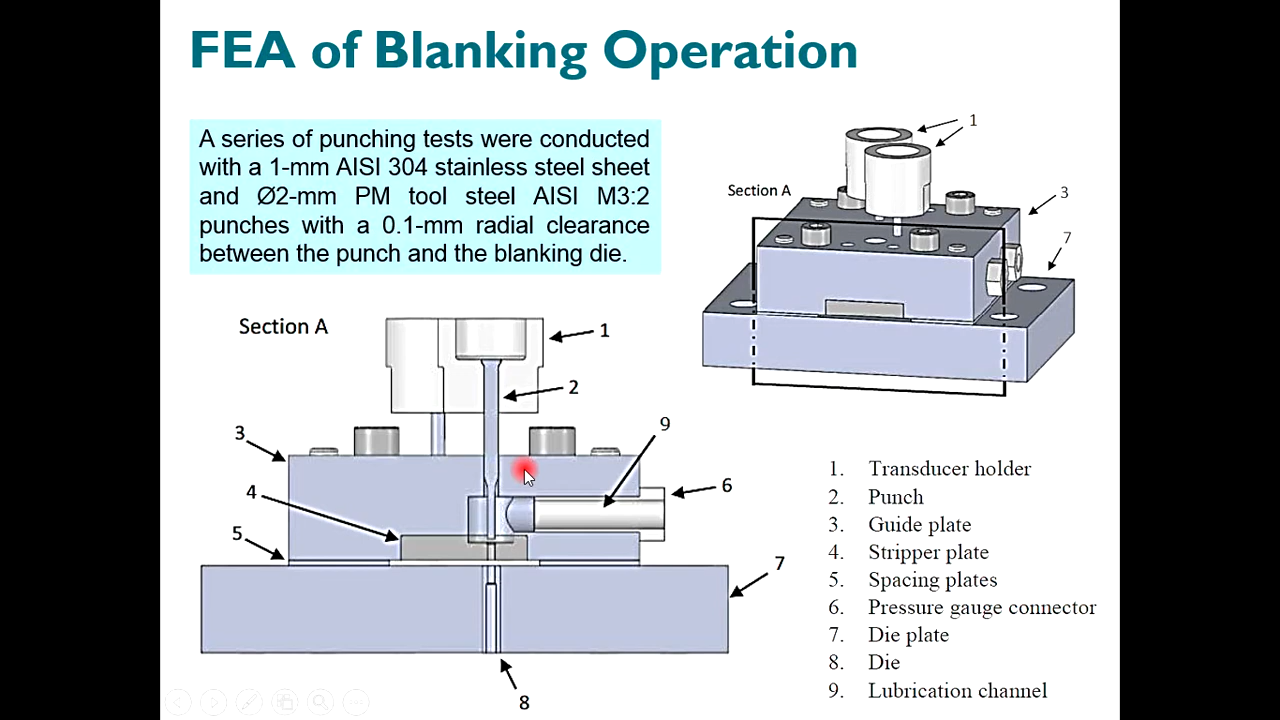 FEA of Blanking Operation
A series of punching tests were conducted
with a 1-mm AISI 304 stainless steel sheet
and Ø2-mm PM tool steel AISI M3:2
punches with a 0.1-mm radial clearance
between the punch and the blanking die.
1
Section A
3
7
Section A
1
2
9
3
4
6
5
7
8
1. Transducer holder
2. Punch
3. Guide plate
4. Stripper plate
5. Spacing plates
6. Pressure gauge connector
7. Die plate
8. Die
9. Lubrication channel